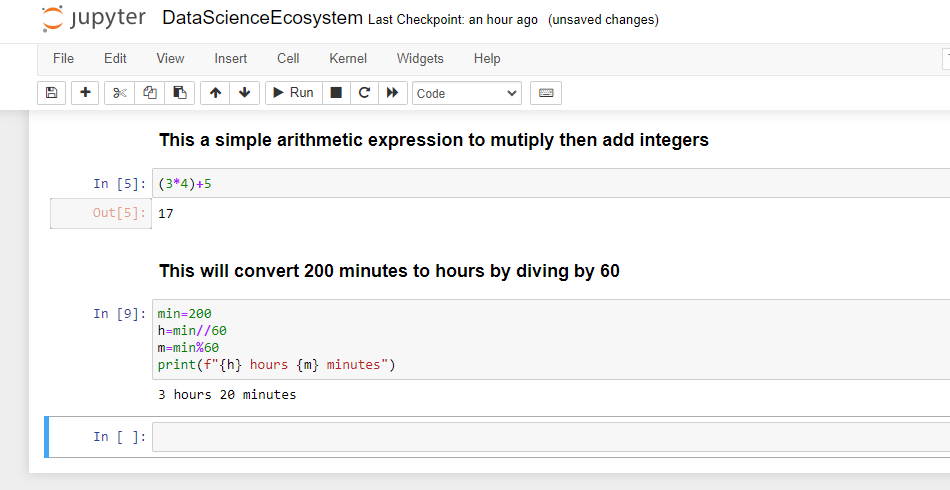 jupyter DataScienceEcosystem Last Checkpoint: an hour ago (unsaved changes)
File Edit View Insert Cell Kernel Widgets Help
Run Code
This a simple arithmetic expression to mutiply then add integers
In [5]: (3*4)+5
Out[5]: 17
This will convert 200 minutes to hours by diving by 60
In [9]: min=200
h=min//60
m=min%60
print(f"{h} hours {m} minutes")
3 hours 20 minutes
In [ ]: